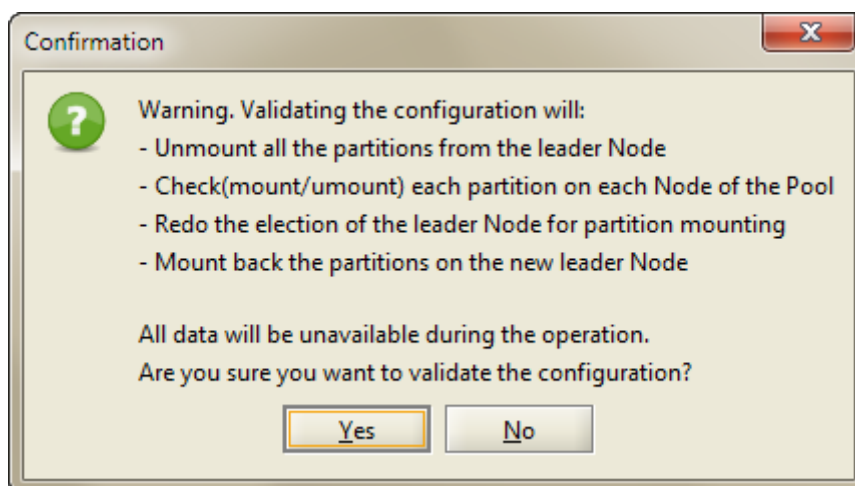 Confirmation
Warning. Validating the configuration will:
- Unmount all the partitions from the leader Node
- Check(mount/umount) each partition on each Node of the Pool
- Redo the election of the leader Node for partition mounting
- Mount back the partitions on the new leader Node
All data will be unavailable during the operation.
Are you sure you want to validate the configuration?
Yes No